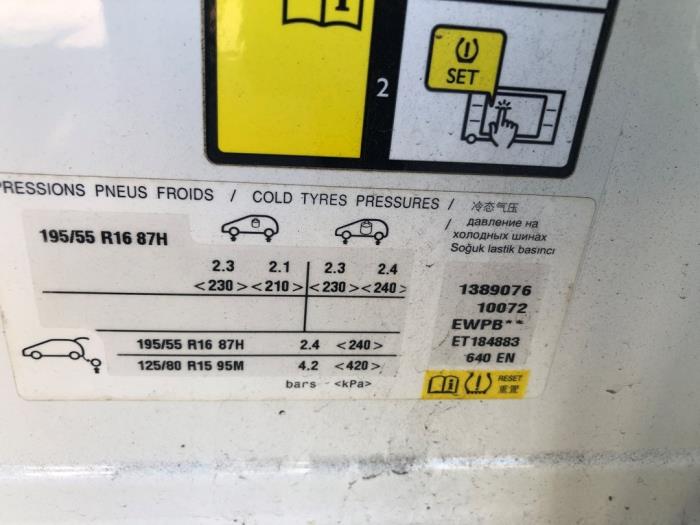 2
SET
PRESSIONS PNEUS FROIDS / COLD TYRES PRESSURES / 冷态气压
/ давление на
холодных шинах
Soğuk lastik basıncı
195/55 R16 87H
2.3 2.1 2.3 2.4
<230> <210> <230> <240>
195/55 R16 87H 2.4 <240>
125/80 R15 95M 4.2 <420>
bars - <kPa>
1389076
10072
EWPB**
ET184883
640 EN
RESET
重置